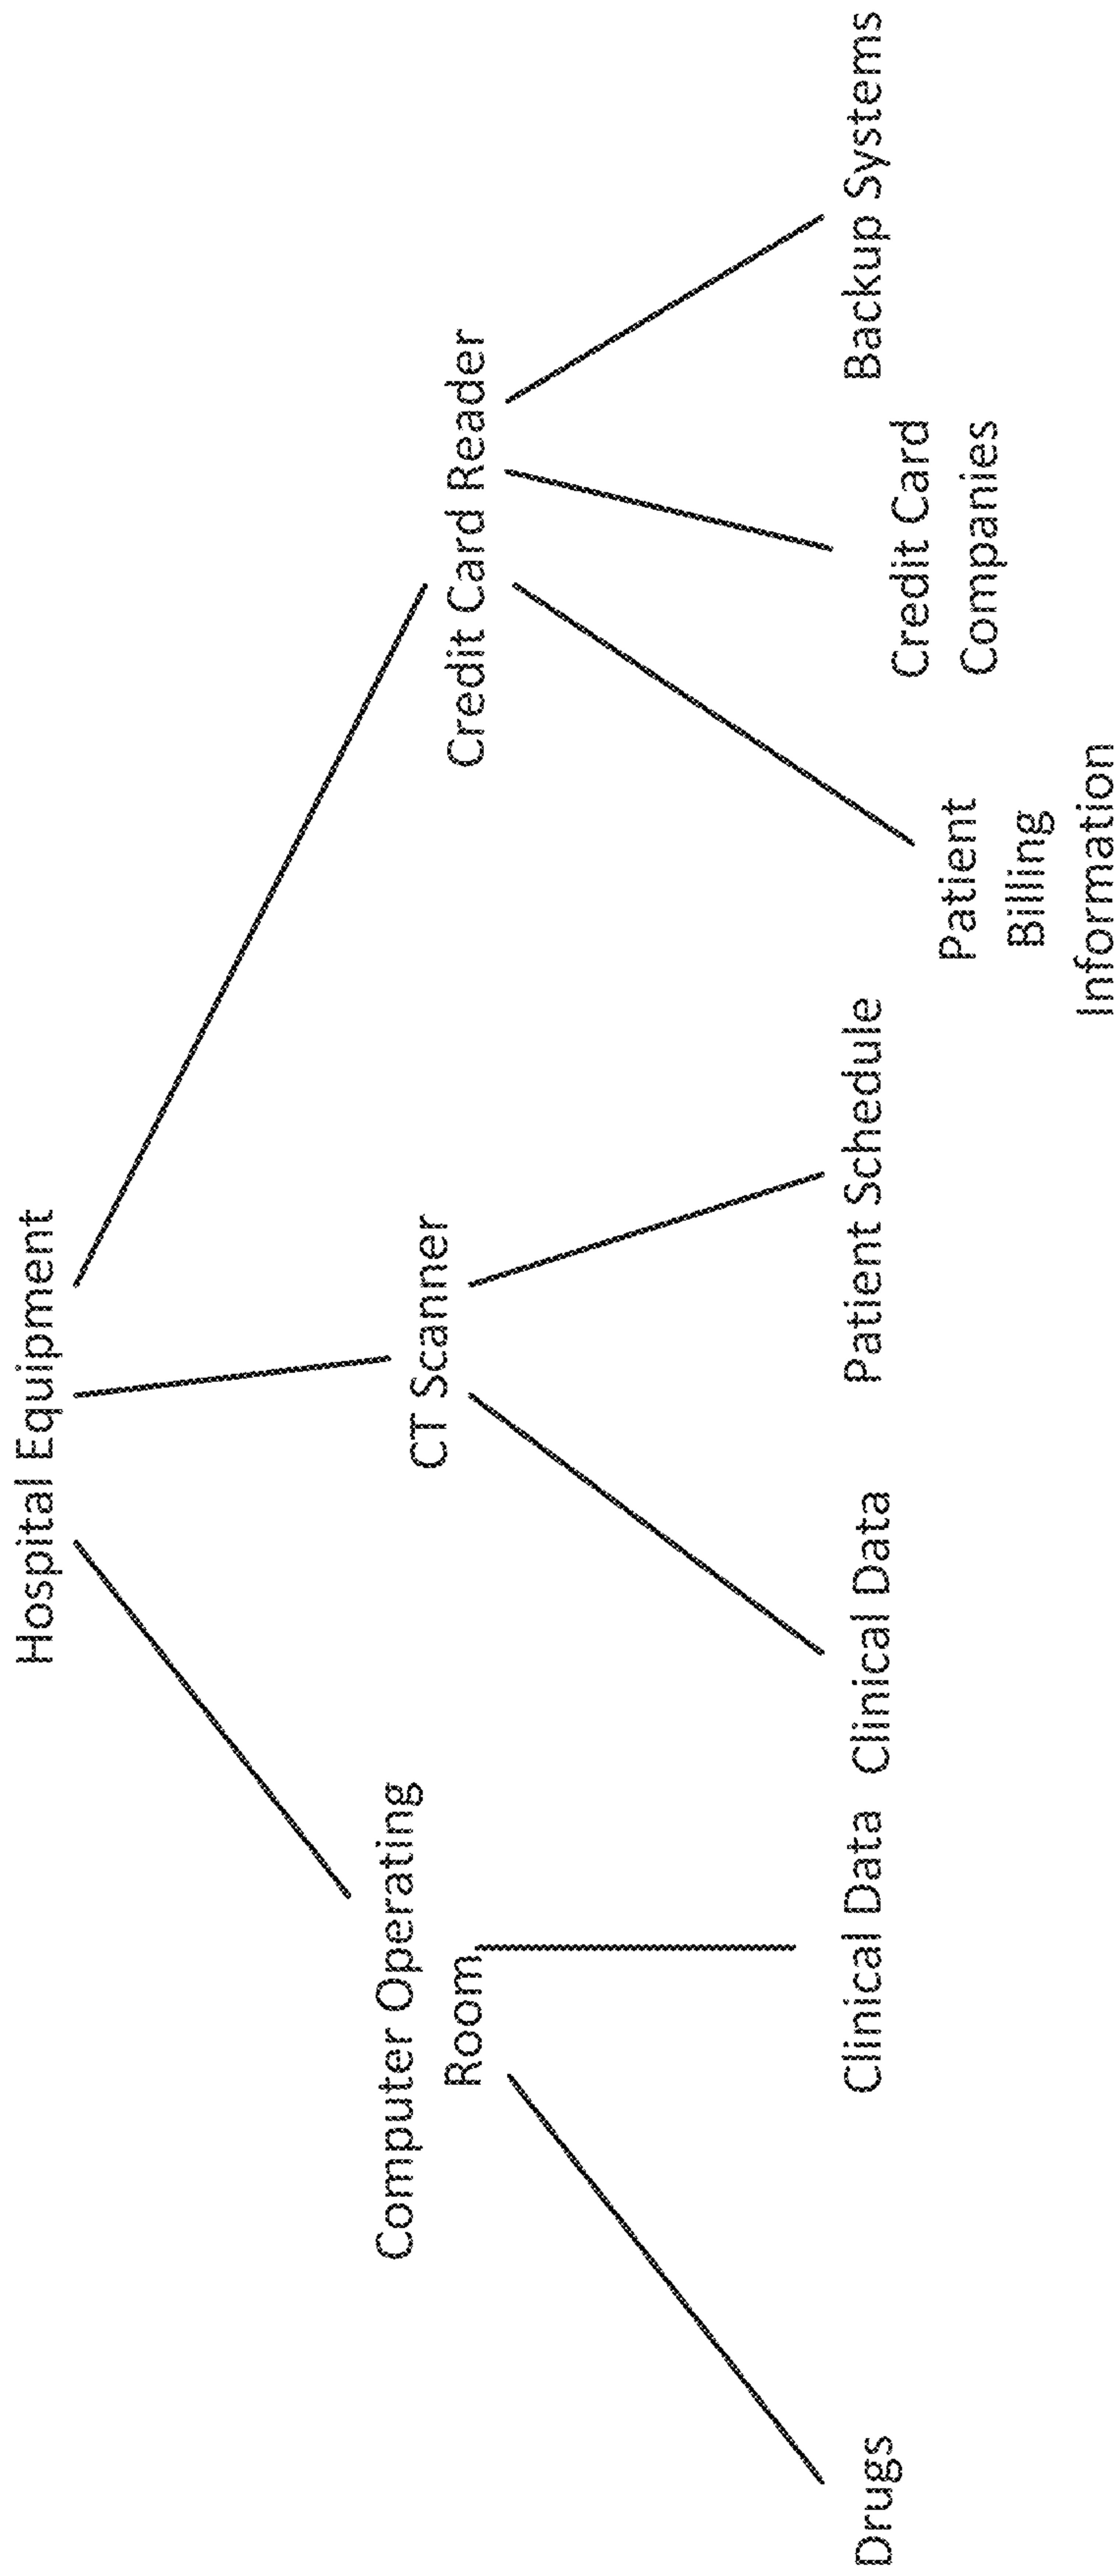 Hospital Equipment
Computer Operating
Room
CT Scanner
Credit Card Reader
Drugs
Clinical Data
Clinical Data
Patient Schedule
Patient
Billing
Information
Credit Card
Companies
Backup Systems